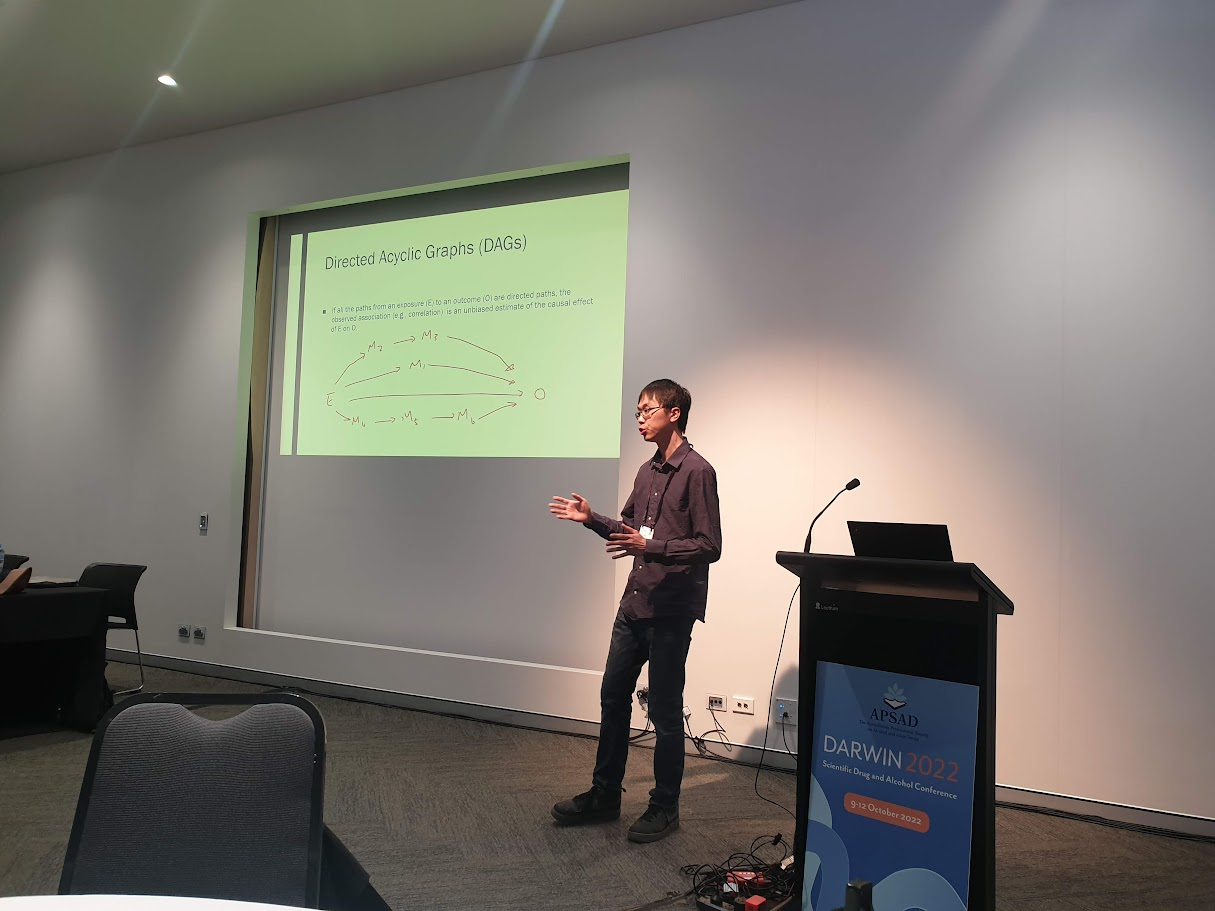 Directed Acyclic Graphs (DAGs)
If all the paths from an exposure (E) to an outcome (O) are directed paths, the
observed association (e.g., correlation) is an unbiased estimate of the causal effect
of E on O.
M₂ M₃
M₁
E O
M₄ M₅ M₆
Lectrum
APSAD
DARWIN 2022
Scientific Drug and Alcohol Conference
9-12 October 2022